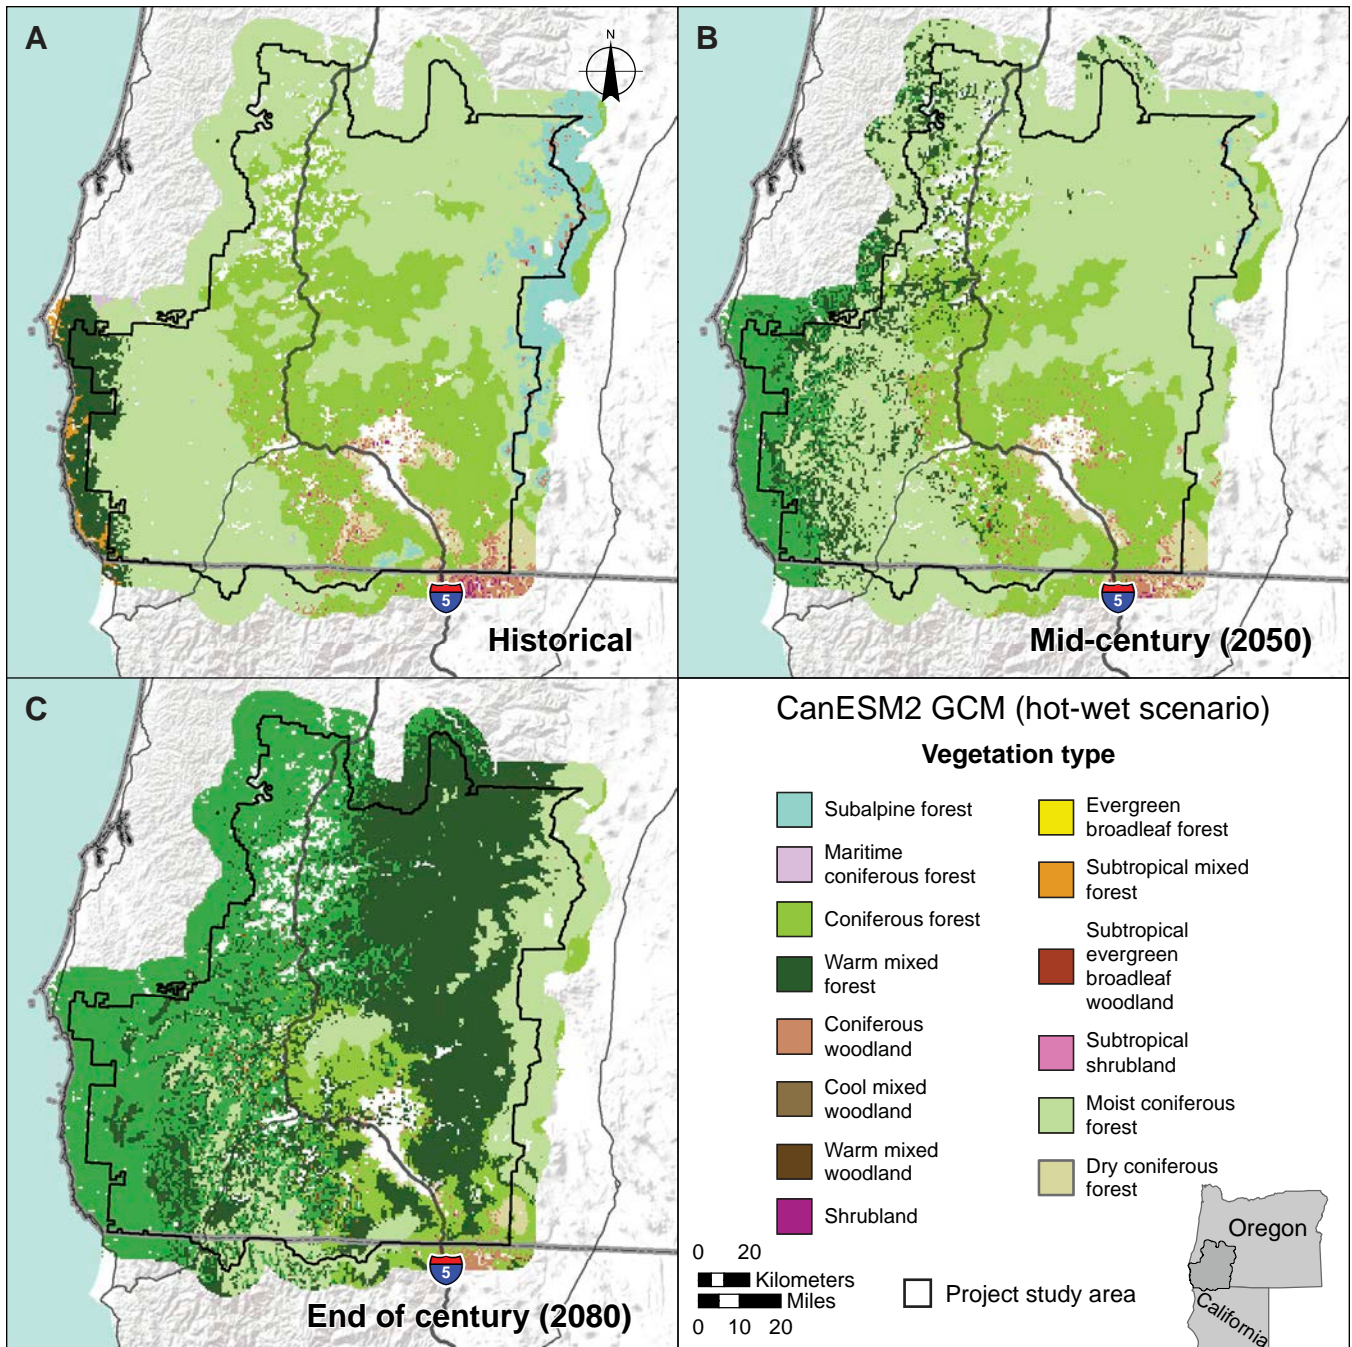 A
N
5
Historical
B
5
Mid-century (2050)
C
5
End of century (2080)
CanESM2 GCM (hot-wet scenario)
Vegetation type
Subalpine forest
Maritime
coniferous forest
Coniferous forest
Warm mixed
forest
Coniferous
woodland
Cool mixed
woodland
Warm mixed
woodland
Shrubland
Evergreen
broadleaf forest
Subtropical mixed
forest
Subtropical
evergreen
broadleaf
woodland
Subtropical
shrubland
Moist coniferous
forest
Dry coniferous
forest
0 20
Kilometers
Miles
0 10 20
Project study area
Oregon
California